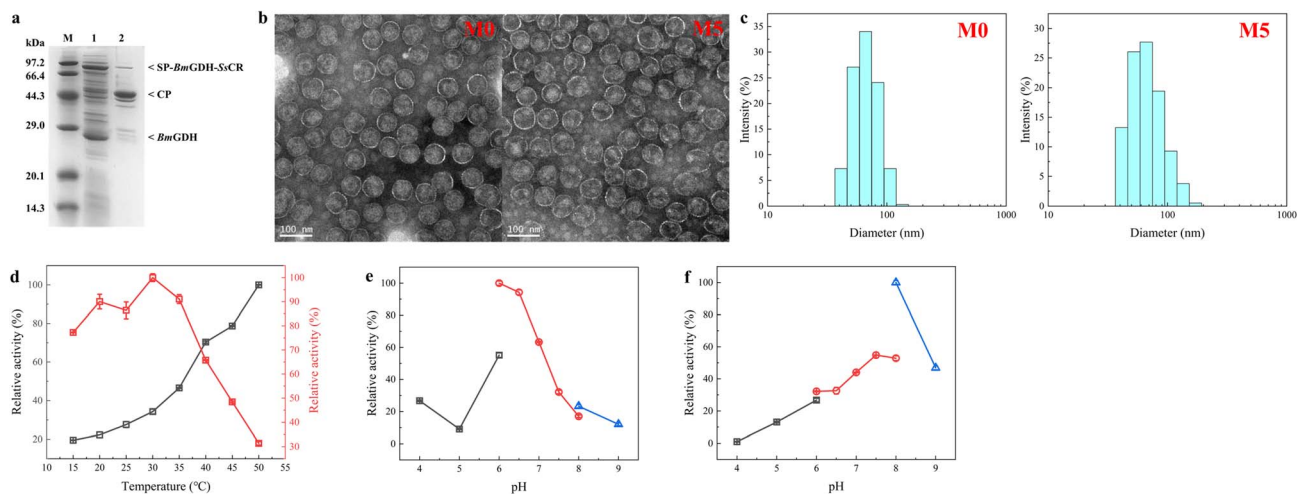 a
M 1 2
kDa
97.2
66.4
44.3
29.0
20.1
14.3
< SP-BmGDH-SsCR
< CP
< BmGDH
b
M0
M5
100 nm
100 nm
c
M0
Intensity (%)
35
30
25
20
15
10
5
0
10 100 1000
Diameter (nm)
M5
Intensity (%)
30
25
20
15
10
5
0
10 100 1000
Diameter (nm)
d
Relative activity (%)
100
80
60
40
20
10 15 20 25 30 35 40 45 50 55
Temperature (°C)
100
90
80
70
60
50
40
30
Relative activity (%)
e
Relative activity (%)
100
80
60
40
20
0
4 5 6 7 8 9
pH
f
Relative activity (%)
100
80
60
40
20
0
4 5 6 7 8 9
pH